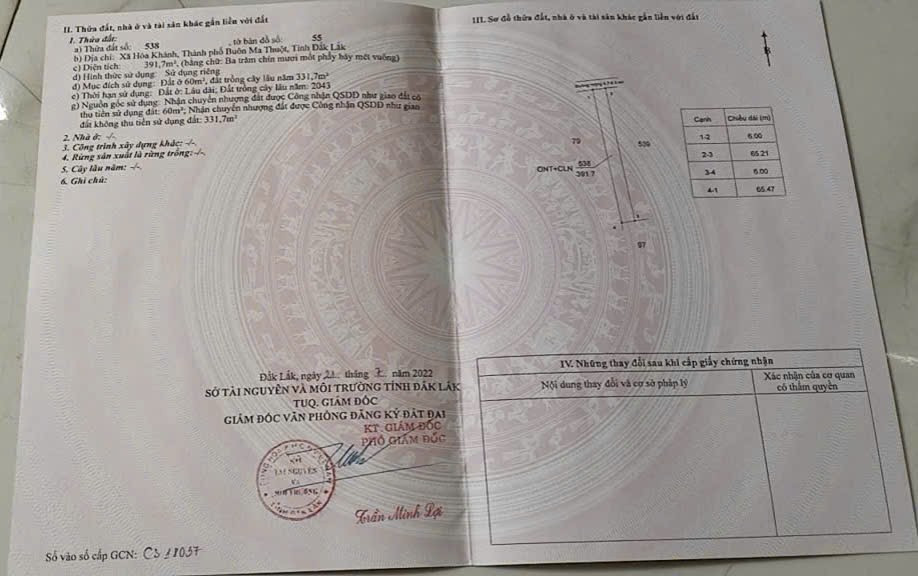 II. Thửa đất, nhà ở và tài sản khác gắn liền với đất
1. Thửa đất:
a) Thửa đất số: 538 , tờ bản đồ số: 55
b) Địa chỉ: Xã Hòa Khánh, Thành phố Buôn Ma Thuột, Tỉnh Đắk Lắk
c) Diện tích: 391,7m², (bằng chữ: Ba trăm chín mươi mốt phẩy bảy mét vuông)
d) Hình thức sử dụng: Sử dụng riêng
đ) Mục đích sử dụng: Đất ở 60m², đất trồng cây lâu năm 331,7m²
e) Thời hạn sử dụng: Đất ở: Lâu dài; Đất trồng cây lâu năm: 2043
g) Nguồn gốc sử dụng: Nhận chuyển nhượng đất được Công nhận QSDĐ như giao đất có
thu tiền sử dụng đất: 60m²; Nhận chuyển nhượng đất được Công nhận QSDĐ như giao
đất không thu tiền sử dụng đất: 331,7m²
2. Nhà ở: -/-.
3. Công trình xây dựng khác: -/-.
4. Rừng sản xuất là rừng trồng: -/-.
5. Cây lâu năm: -/-.
6. Ghi chú:
Đắk Lắk, ngày 21 tháng 7 năm 2022
SỞ TÀI NGUYÊN VÀ MÔI TRƯỜNG TỈNH ĐẮK LẮK
TUQ. GIÁM ĐỐC
GIÁM ĐỐC VĂN PHÒNG ĐĂNG KÝ ĐẤT ĐAI
KT. GIÁM ĐỐC
PHÓ GIÁM ĐỐC
SỞ
TÀI NGUYÊN
VÀ
MÔI TRƯỜNG
TỈNH ĐẮK LẮK
Trần Minh Lợi
Số vào sổ cấp GCN: CS 11037
III. Sơ đồ thửa đất, nhà ở và tài sản khác gắn liền với đất
79
539
ONT+CLN 538
391.7
97
Cạnh Chiều dài (m)
1-2 6.00
2-3 65.21
3-4 6.00
4-1 65.47
IV. Những thay đổi sau khi cấp giấy chứng nhận
Nội dung thay đổi và cơ sở pháp lý
Xác nhận của cơ quan
có thẩm quyền